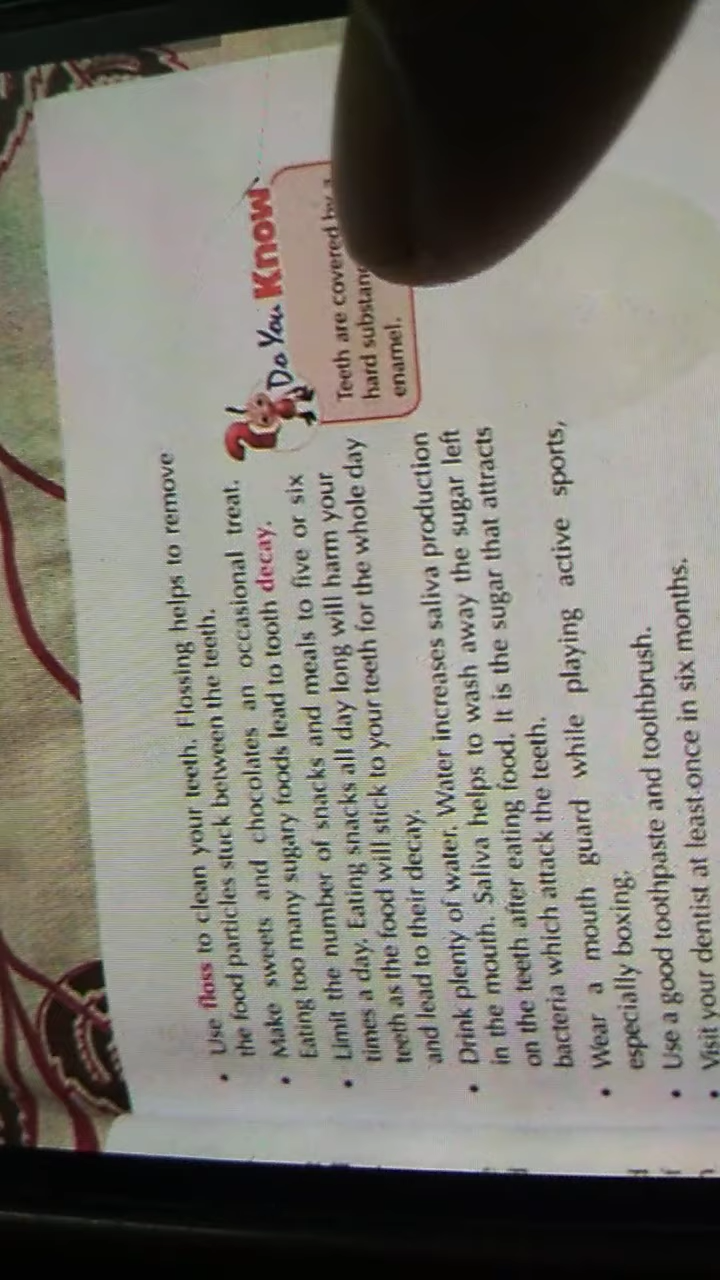 • Use floss to clean your teeth. Flossing helps to remove
the food particles stuck between the teeth.
• Make sweets and chocolates an occasional treat.
Eating too many sugary foods lead to tooth decay.
• Limit the number of snacks and meals to five or six
times a day. Eating snacks all day long will harm your
teeth as the food will stick to your teeth for the whole day
and lead to their decay.
• Drink plenty of water. Water increases saliva production
in the mouth. Saliva helps to wash away the sugar left
on the teeth after eating food. It is the sugar that attracts
bacteria which attack the teeth.
• Wear a mouth guard while playing active sports,
especially boxing.
• Use a good toothpaste and toothbrush.
• Visit your dentist at least once in six months.
Do You Know
Teeth are covered by a
hard
enamel.